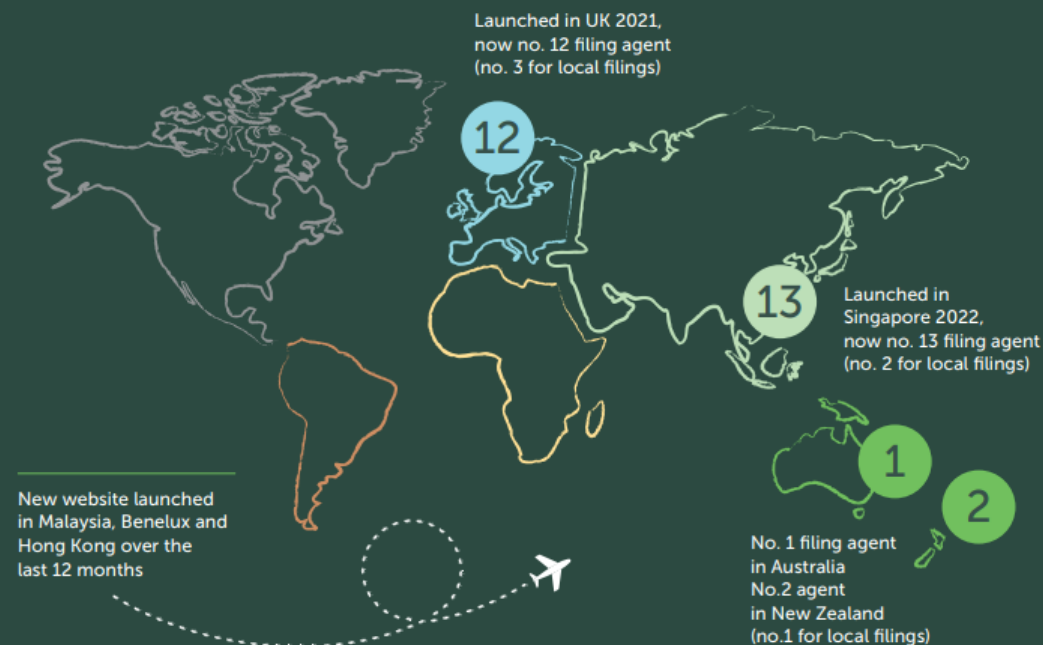 Launched in UK 2021,
now no. 12 filing agent
(no. 3 for local filings)
12
13
Launched in
Singapore 2022,
now no. 13 filing agent
(no. 2 for local filings)
1
2
New website launched
in Malaysia, Benelux and
Hong Kong over the
last 12 months
No. 1 filing agent
in Australia
No.2 agent
in New Zealand
(no.1 for local filings)